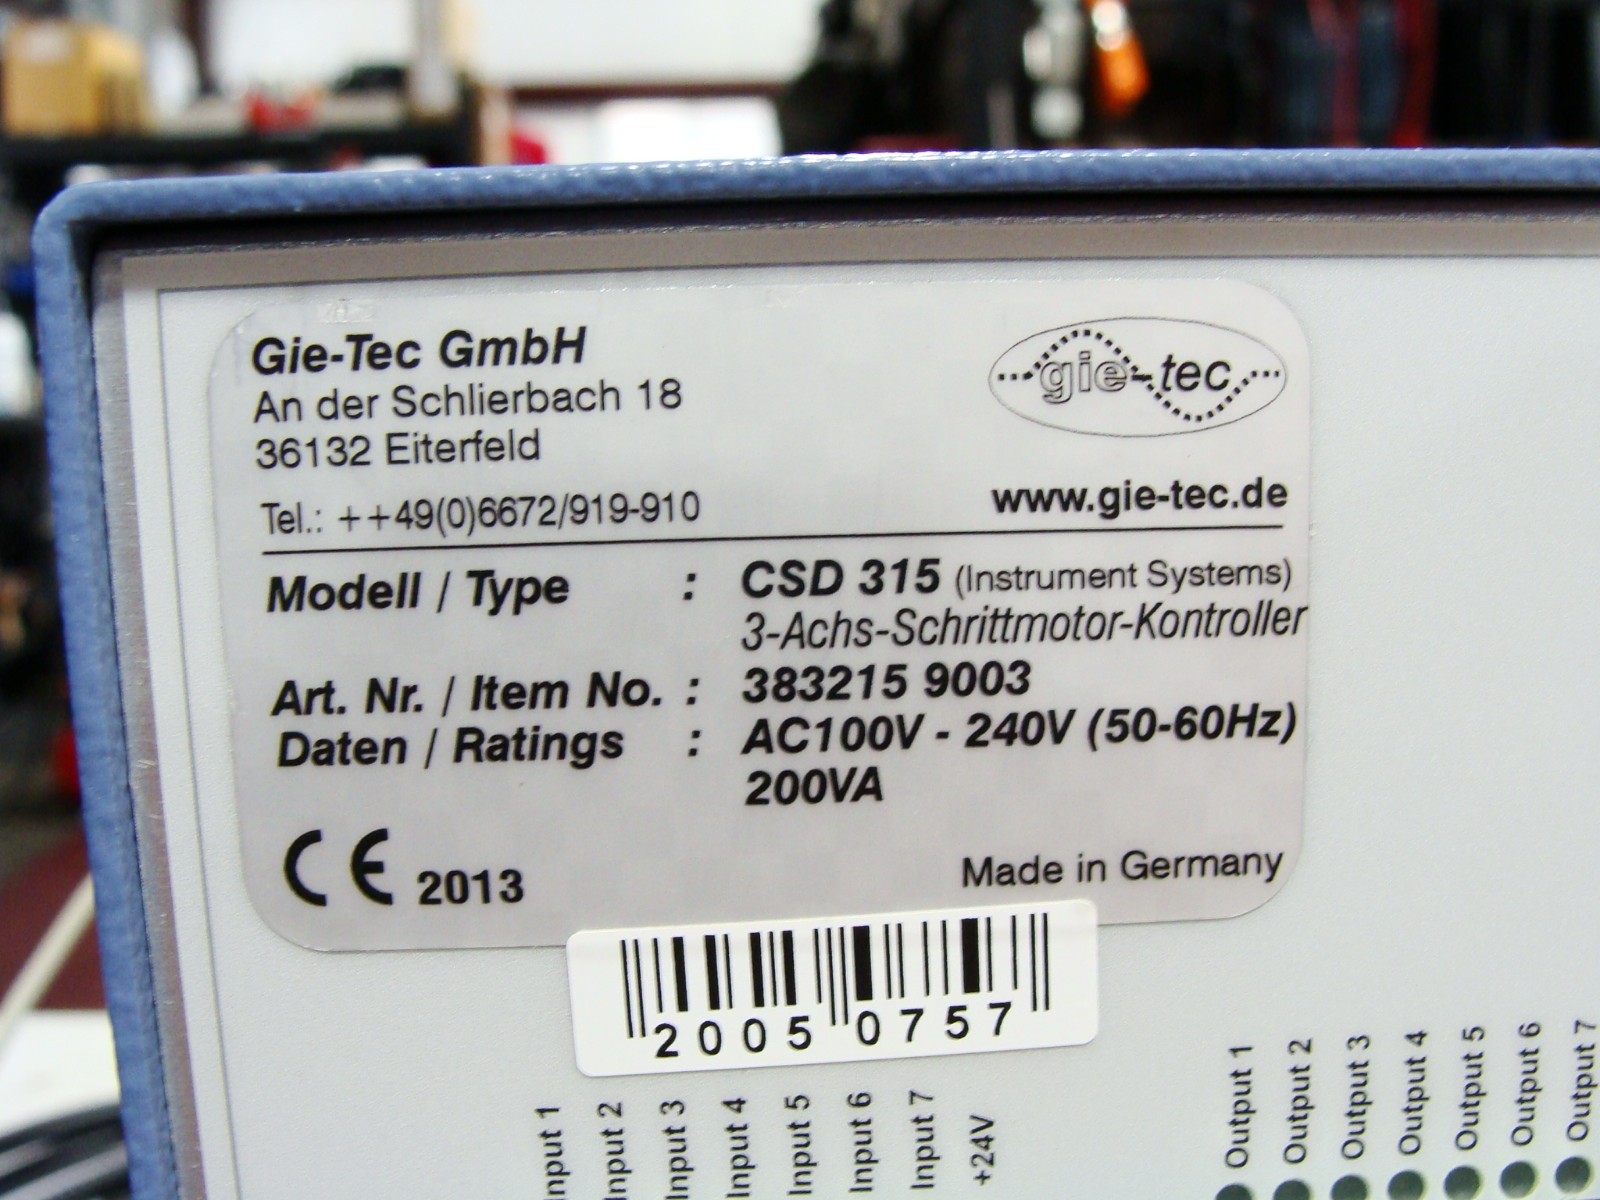 Gie-Tec GmbH
An der Schlierbach 18
36132 Eiterfeld
Tel.: ++49(0)6672/919-910
gie-tec
www.gie-tec.de
Modell / Type : CSD 315 (Instrument Systems)
3-Achs-Schrittmotor-Kontroller
Art. Nr. / Item No. : 383215 9003
Daten / Ratings : AC100V - 240V (50-60Hz)
200VA
CE 2013
Made in Germany
2005 0757
Input 1
Input 2
Input 3
Input 4
Input 5
Input 6
Input 7
+24V
Output 1
Output 2
Output 3
Output 4
Output 5
Output 6
Output 7